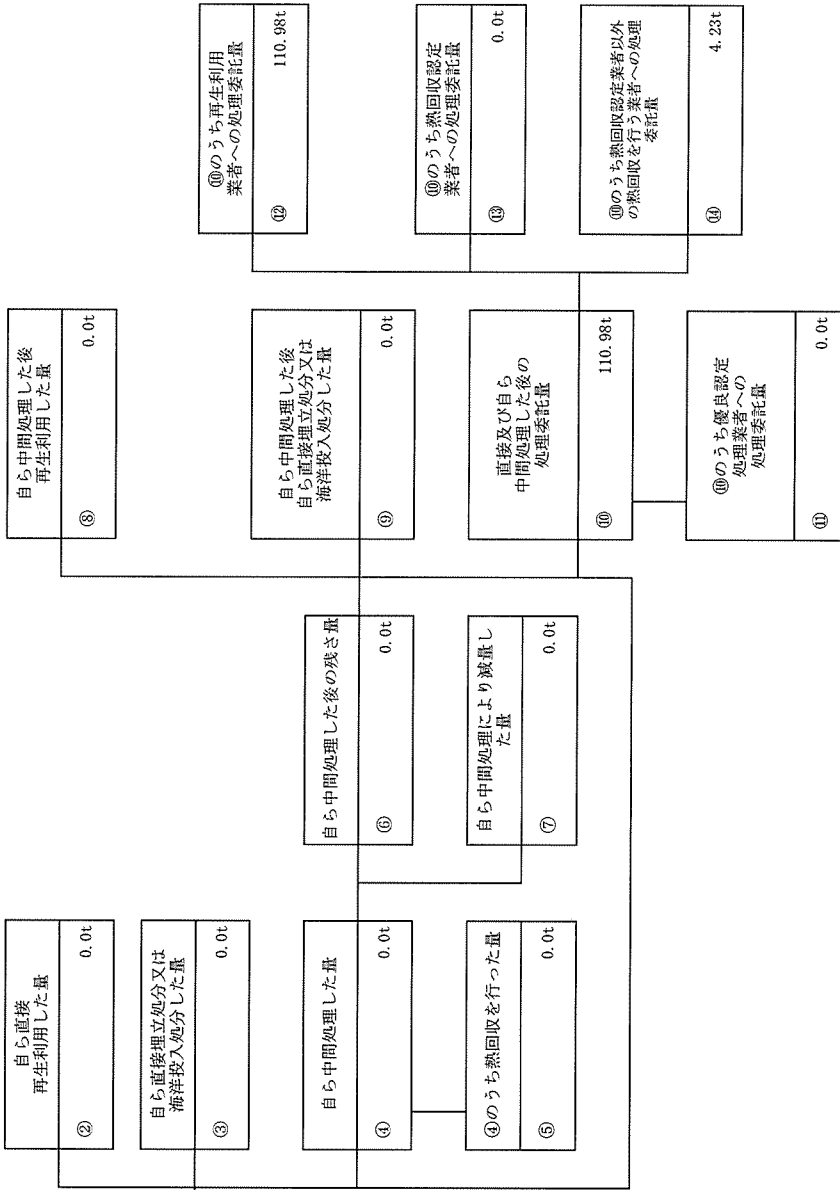 自ら直接
再生利用した量
② 0.0t
自ら直接埋立処分又は
海洋投入処分した量
③ 0.0t
自ら中間処理した量
④ 0.0t
④のうち熱回収を行った量
⑤ 0.0t
自ら中間処理した後の残さ量
⑥ 0.0t
自ら中間処理により減量し
た量
⑦ 0.0t
自ら中間処理した後
再生利用した量
⑧ 0.0t
自ら中間処理した後
自ら直接埋立処分又は
海洋投入処分した量
⑨ 0.0t
直接及び自ら
中間処理した後の
処理委託量
⑩ 110.98t
⑩のうち優良認定
処理業者への
処理委託量
⑪ 0.0t
⑩のうち再生利用
業者への処理委託量
⑫ 110.98t
⑩のうち熱回収認定
業者への処理委託量
⑬ 0.0t
⑩のうち熱回収認定業者以外
の熱回収を行う業者への処理
委託量
⑭ 4.23t